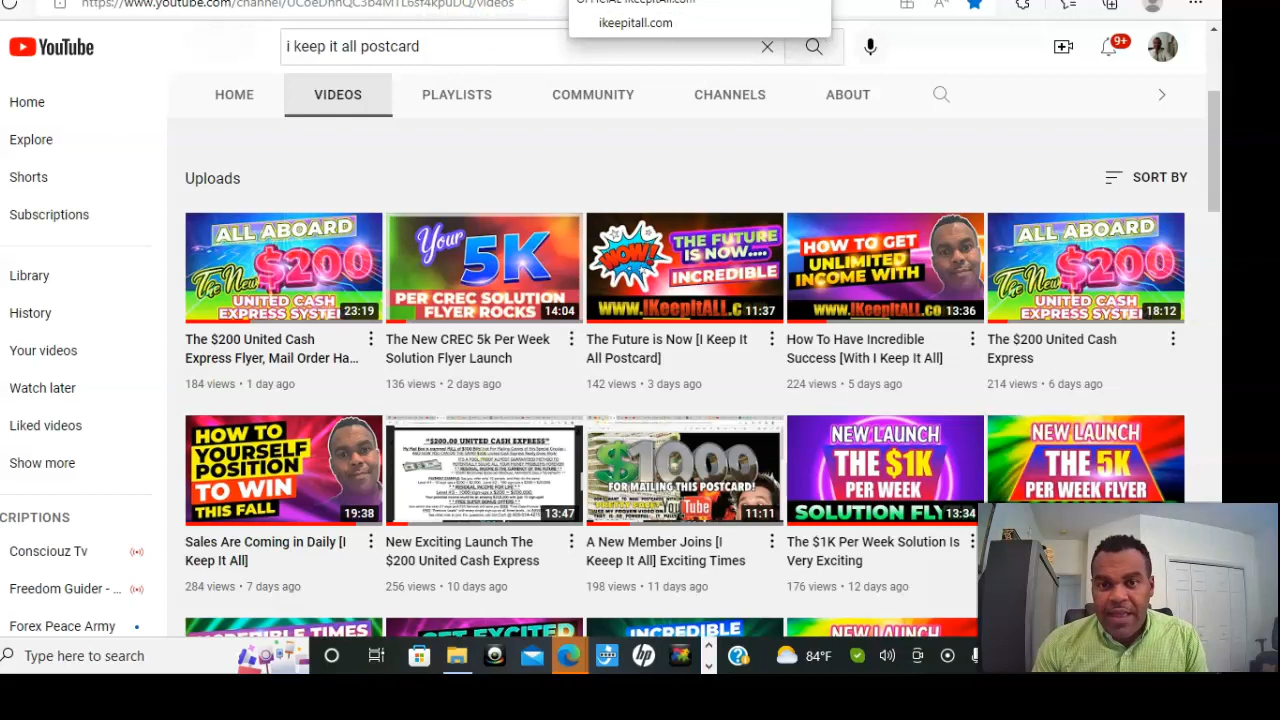 https://www.youtube.com/channel/
/videos
ikeepitall.com
YouTube
i keep it all postcard
9+
HOME
VIDEOS
PLAYLISTS
COMMUNITY
CHANNELS
ABOUT
Home
Explore
Shorts
Subscriptions
Library
History
Your videos
Watch later
Liked videos
Show more
CRIPTIONS
Consciouz Tv
Freedom Guider - ...
Forex Peace Army
Uploads
SORT BY
ALL ABOARD
The New $200
UNITED CASH
EXPRESS SYSTE
23:19
The $200 United Cash
Express Flyer, Mail Order Ha...
184 views • 1 day ago
Your 5K
PER CREC SOLUTION
FLYER ROCKS
14:04
The New CREC 5k Per Week
Solution Flyer Launch
136 views • 2 days ago
WOW!
THE FUTURE
IS NOW....
INCREDIBLE
WWW.IKeepitALL.c
11:37
The Future is Now [I Keep It
All Postcard]
142 views • 3 days ago
HOW TO GET
UNLIMITED
INCOME WITH
WWW.IKeepitALL.co
13:36
How To Have Incredible
Success [With I Keep It All]
224 views • 5 days ago
ALL ABOARD
The New $200
UNITED CASH
EXPRESS SYSTE
18:12
The $200 United Cash
Express
214 views • 6 days ago
HOW TO
YOURSELF
POSITION
TO WIN
THIS FALL
19:38
Sales Are Coming in Daily [I
Keep It All]
284 views • 7 days ago
"$200.00 UNITED CASH EXPRESS"
13:47
New Exciting Launch The
$200 United Cash Express
256 views • 10 days ago
$1000
FOR MAILING THIS POSTCARD!
YouTube
11:11
A New Member Joins [I
Keeep It All] Exciting Times
198 views • 11 days ago
NEW LAUNCH
THE $1K
PER WEEK
SOLUTION FLY
13:34
The $1K Per Week Solution Is
Very Exciting
176 views • 12 days ago
NEW LAUNCH
THE 5K
PER WEEK FLYER
INCREDIBLE TIMES
GET EXCITED
INCREDIBLE
NEW LAUNCH
Type here to search
84°F